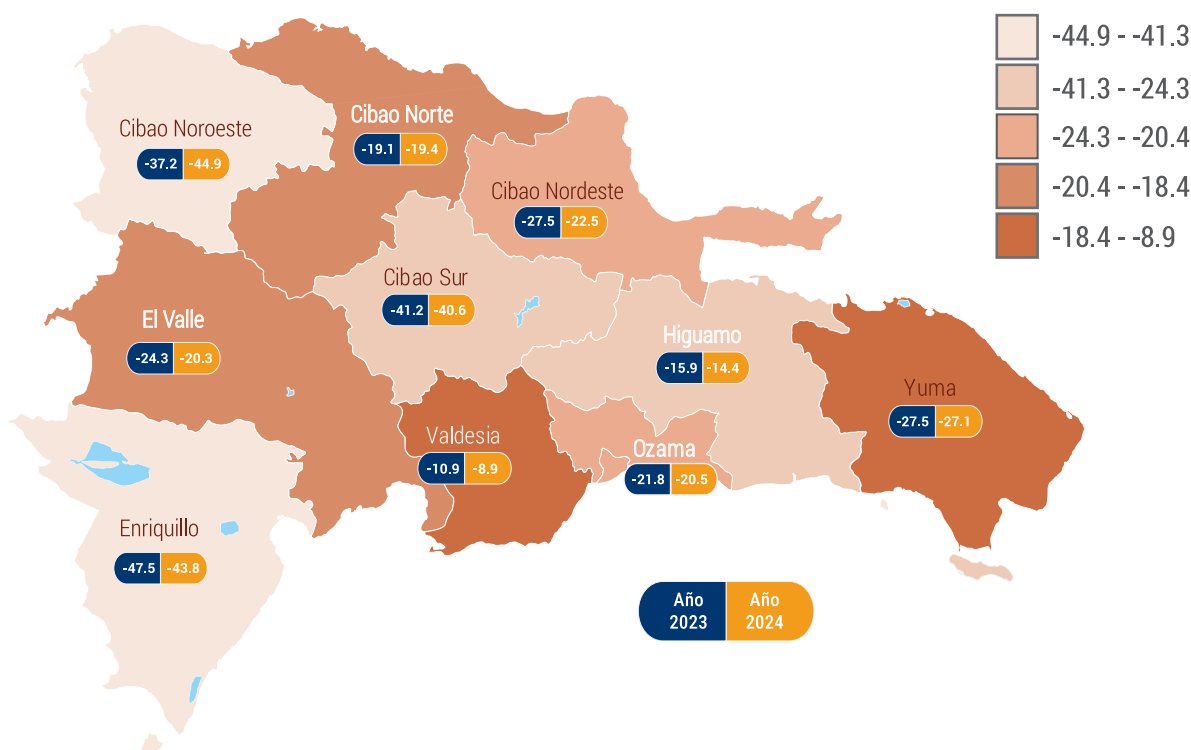 -44.9 - -41.3
-41.3 - -24.3
-24.3 - -20.4
-20.4 - -18.4
-18.4 - -8.9
Cibao Noroeste
-37.2 -44.9
Cibao Norte
-19.1 -19.4
Cibao Nordeste
-27.5 -22.5
Cibao Sur
-41.2 -40.6
El Valle
-24.3 -20.3
Higuamo
-15.9 -14.4
Yuma
-27.5 -27.1
Valdesia
-10.9 -8.9
Ozama
-21.8 -20.5
Enriquillo
-47.5 -43.8
Año
2023
Año
2024